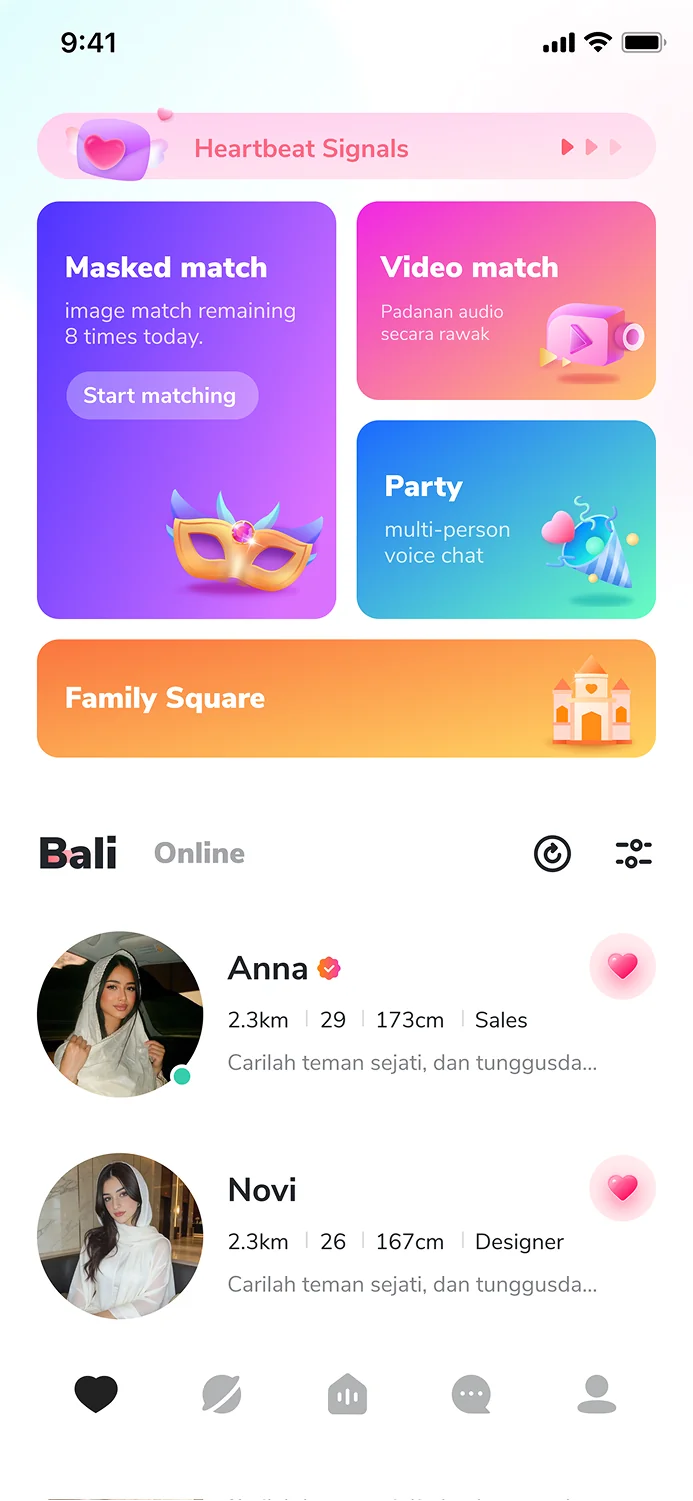 9:41
Heartbeat Signals
Masked match
image match remaining
8 times today.
Start matching
Video match
Padanan audio
secara rawak
Party
multi-person
voice chat
Family Square
Bali Online
Anna
2.3km 29 173cm Sales
Carilah teman sejati, dan tunggusda...
Novi
2.3km 26 167cm Designer
Carilah teman sejati, dan tunggusda...